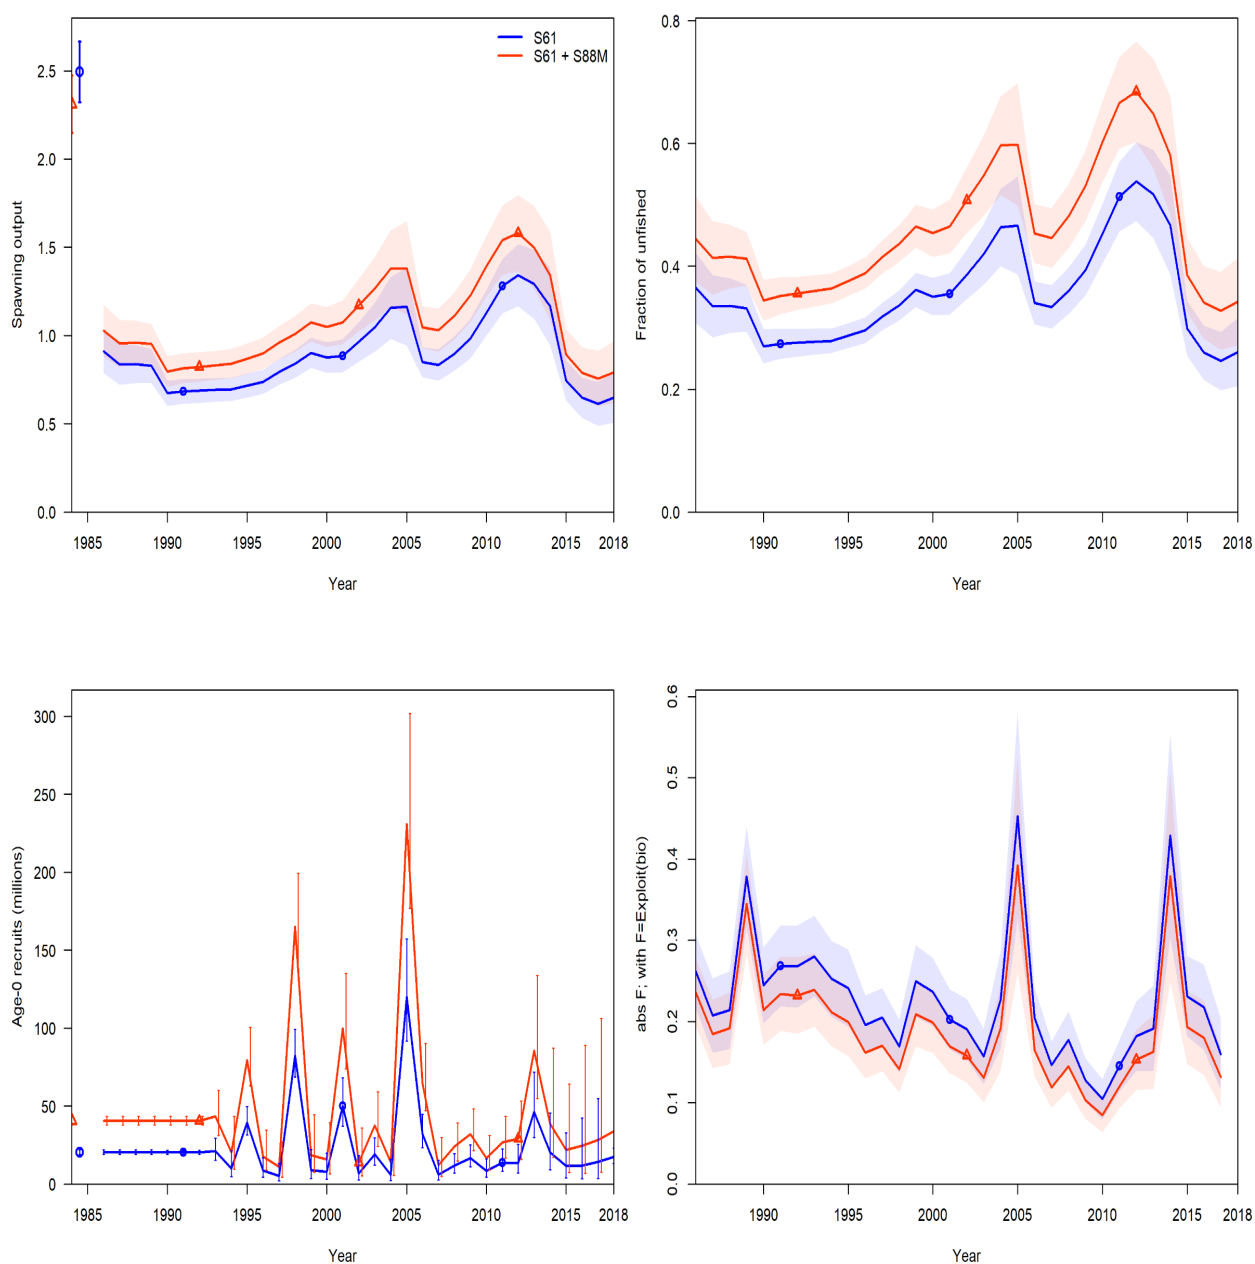 S61
S61 + S88M
Spawning output
0.0 0.5 1.0 1.5 2.0 2.5
1985 1990 1995 2000 2005 2010 2015 2018
Year
Fraction of unfished
0.0 0.2 0.4 0.6 0.8
1990 1995 2000 2005 2010 2015 2018
Year
Age-0 recruits (millions)
0 50 100 150 200 250 300
1985 1990 1995 2000 2005 2010 2015 2018
Year
abs F; with F=Exploit(bio)
0.0 0.1 0.2 0.3 0.4 0.5 0.6
1990 1995 2000 2005 2010 2015 2018
Year